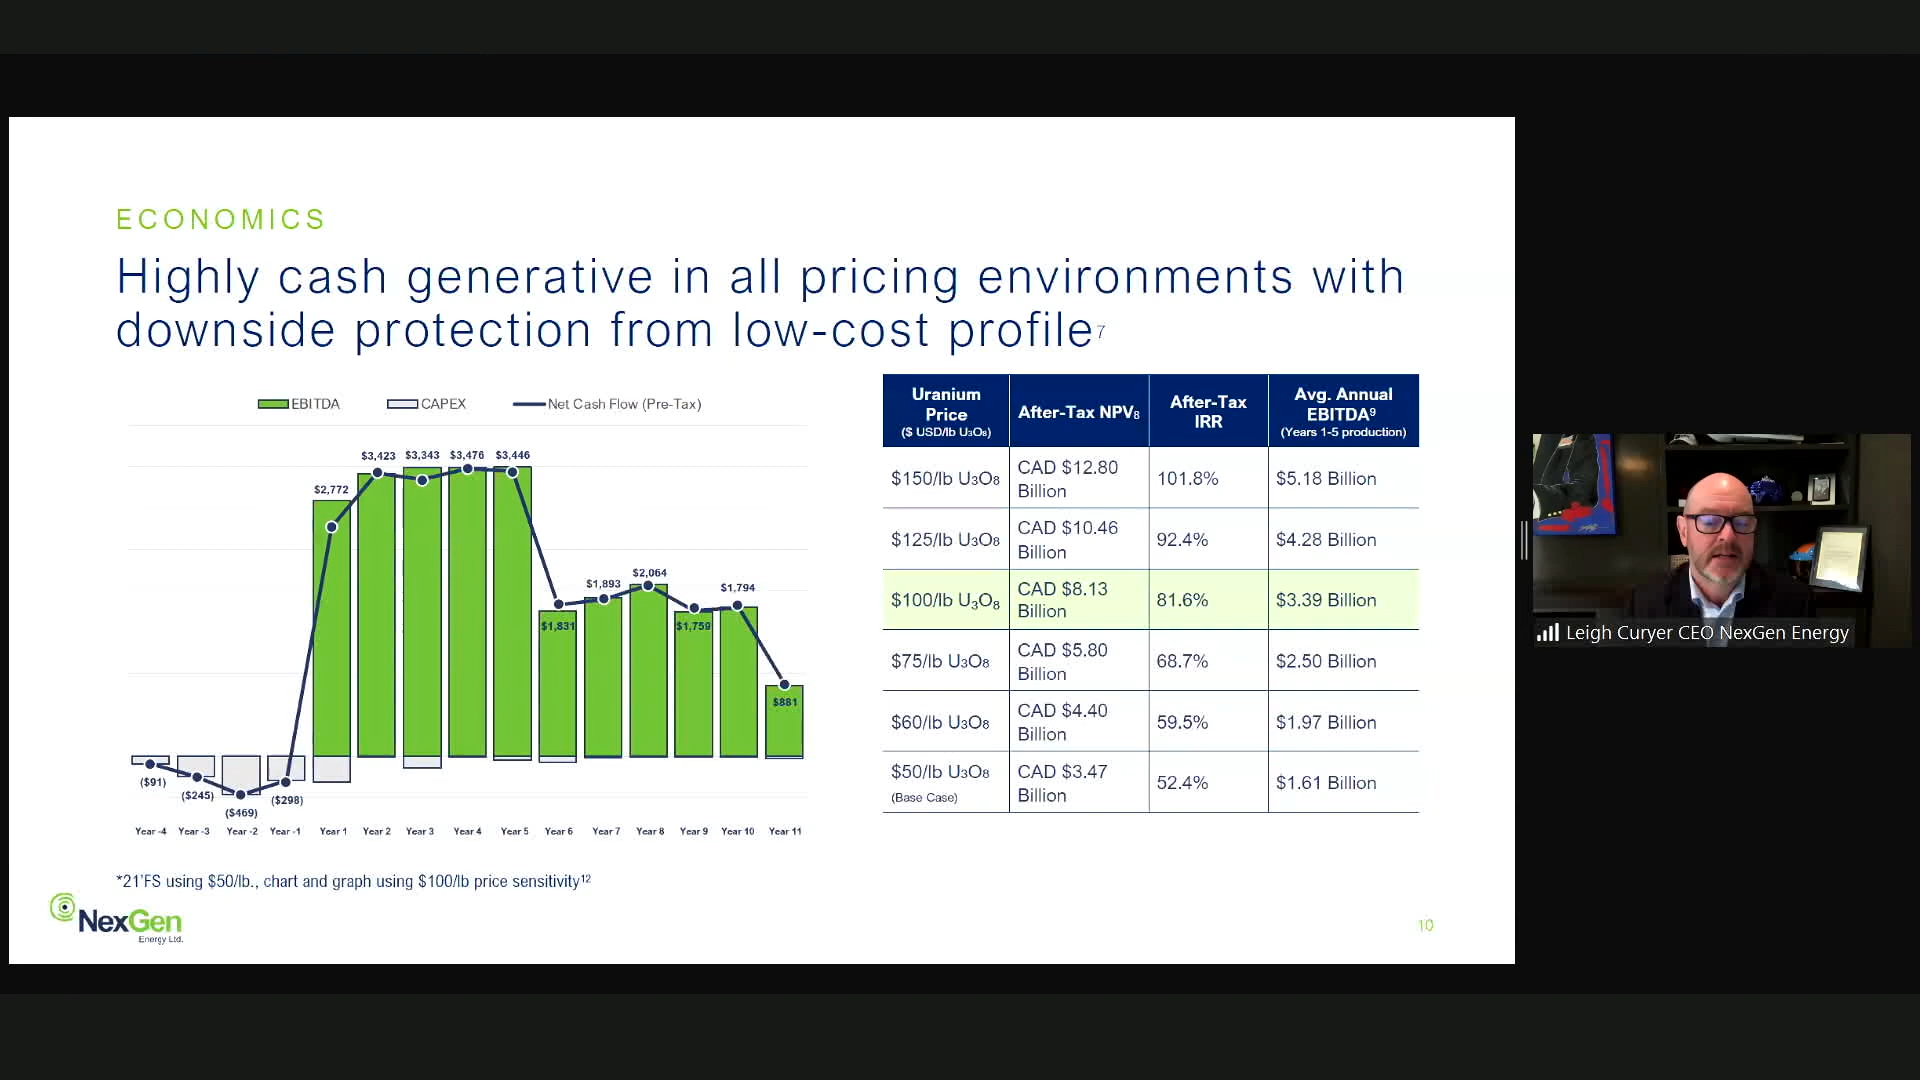 ECONOMICS
Highly cash generative in all pricing environments with
downside protection from low-cost profile7
EBITDA
CAPEX
Net Cash Flow (Pre-Tax)
$2,772
$3,423
$3,343
$3,476
$3,446
$1,831
$1,893
$2,064
$1,759
$1,794
$881
($91)
($245)
($469)
($298)
Year -4
Year -3
Year -2
Year -1
Year 1
Year 2
Year 3
Year 4
Year 5
Year 6
Year 7
Year 8
Year 9
Year 10
Year 11
Uranium
Price
($ USD/lb U3O8)
After-Tax NPV8
After-Tax
IRR
Avg. Annual
EBITDA9
(Years 1-5 production)
$150/lb U3O8
CAD $12.80
Billion
101.8%
$5.18 Billion
$125/lb U3O8
CAD $10.46
Billion
92.4%
$4.28 Billion
$100/lb U3O8
CAD $8.13
Billion
81.6%
$3.39 Billion
$75/lb U3O8
CAD $5.80
Billion
68.7%
$2.50 Billion
$60/lb U3O8
CAD $4.40
Billion
59.5%
$1.97 Billion
$50/lb U3O8
(Base Case)
CAD $3.47
Billion
52.4%
$1.61 Billion
*21'FS using $50/lb., chart and graph using $100/lb price sensitivity12
NexGen
Energy Ltd.
10
Leigh Curyer CEO NexGen Energy